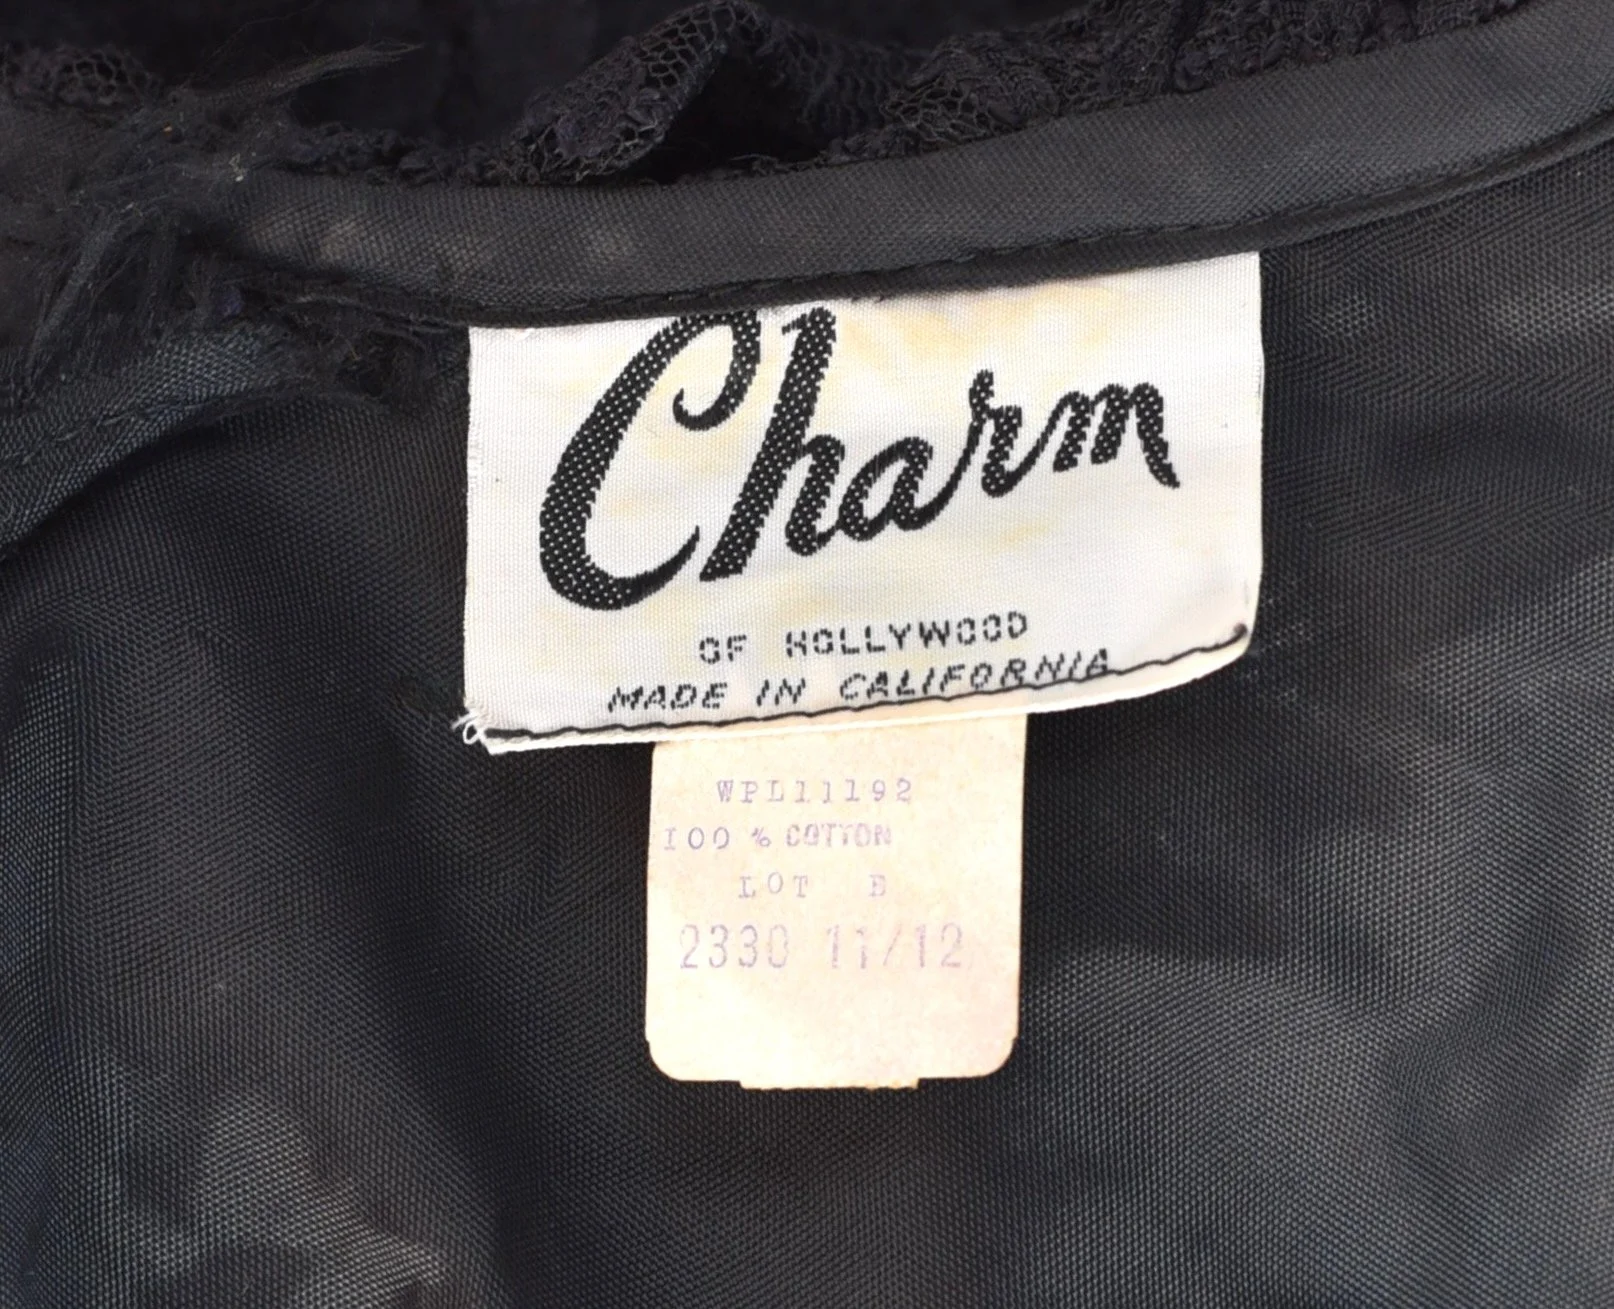 Charm
OF HOLLYWOOD
MADE IN CALIFORNIA
WPL11192
100 % COTTON
LOT B
2330 11/12